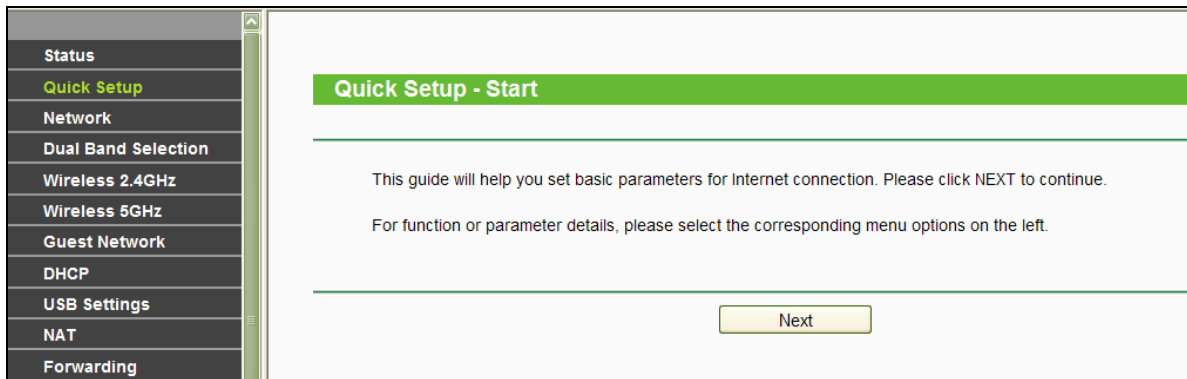 Status
Quick Setup
Network
Dual Band Selection
Wireless 2.4GHz
Wireless 5GHz
Guest Network
DHCP
USB Settings
NAT
Forwarding
Quick Setup - Start
This guide will help you set basic parameters for Internet connection. Please click NEXT to continue.
For function or parameter details, please select the corresponding menu options on the left.
Next